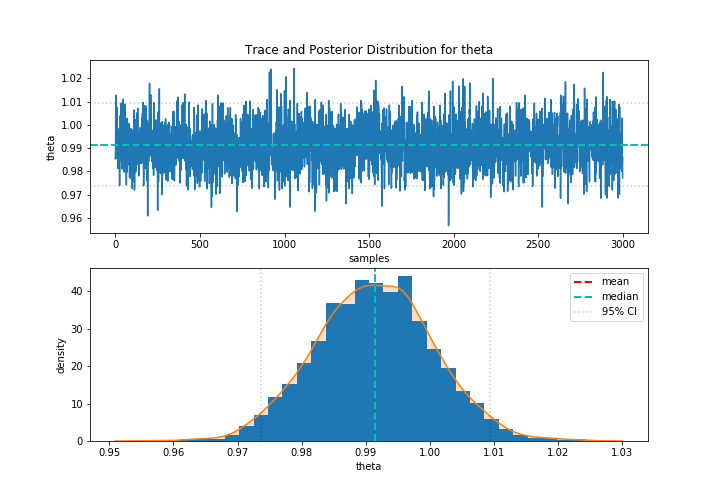 Trace and Posterior Distribution for theta
1.02
1.01
1.00
0.99
0.98
0.97
0.96
theta
0 500 1000 1500 2000 2500 3000
samples
mean
median
95% CI
40
30
20
10
0
density
0.95 0.96 0.97 0.98 0.99 1.00 1.01 1.02 1.03
theta